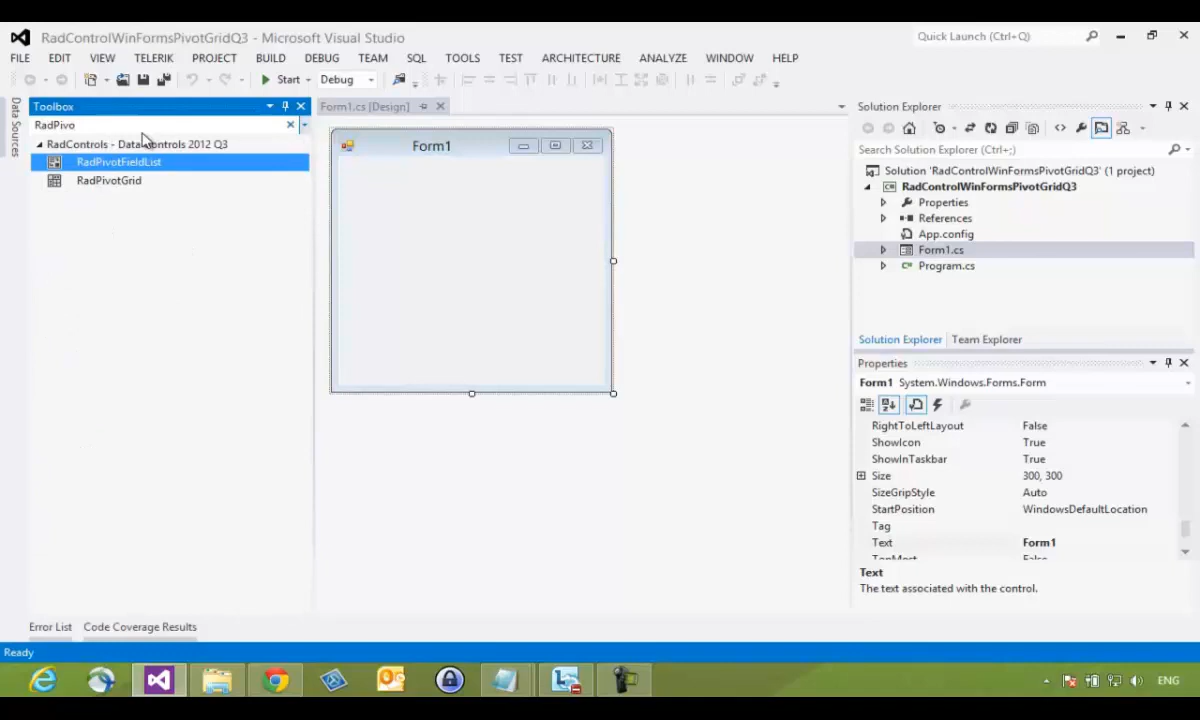 RadControlWinFormsPivotGridQ3 - Microsoft Visual Studio
Quick Launch (Ctrl+Q)
FILE EDIT VIEW TELERIK PROJECT BUILD DEBUG TEAM SQL TOOLS TEST ARCHITECTURE ANALYZE WINDOW HELP
Start Debug
Data Sources
Toolbox
RadPivo
RadControls - Data Controls 2012 Q3
RadPivotFieldList
RadPivotGrid
Form1.cs [Design]
Form1
Solution Explorer
Search Solution Explorer (Ctrl+;)
Solution 'RadControlWinFormsPivotGridQ3' (1 project)
RadControlWinFormsPivotGridQ3
Properties
References
App.config
Form1.cs
Program.cs
Solution Explorer Team Explorer
Properties
Form1 System.Windows.Forms.Form
RightToLeftLayout False
ShowIcon True
ShowInTaskbar True
Size 300, 300
SizeGripStyle Auto
StartPosition WindowsDefaultLocation
Tag
Text Form1
TopMost False
Text
The text associated with the control.
Error List Code Coverage Results
Ready
ENG